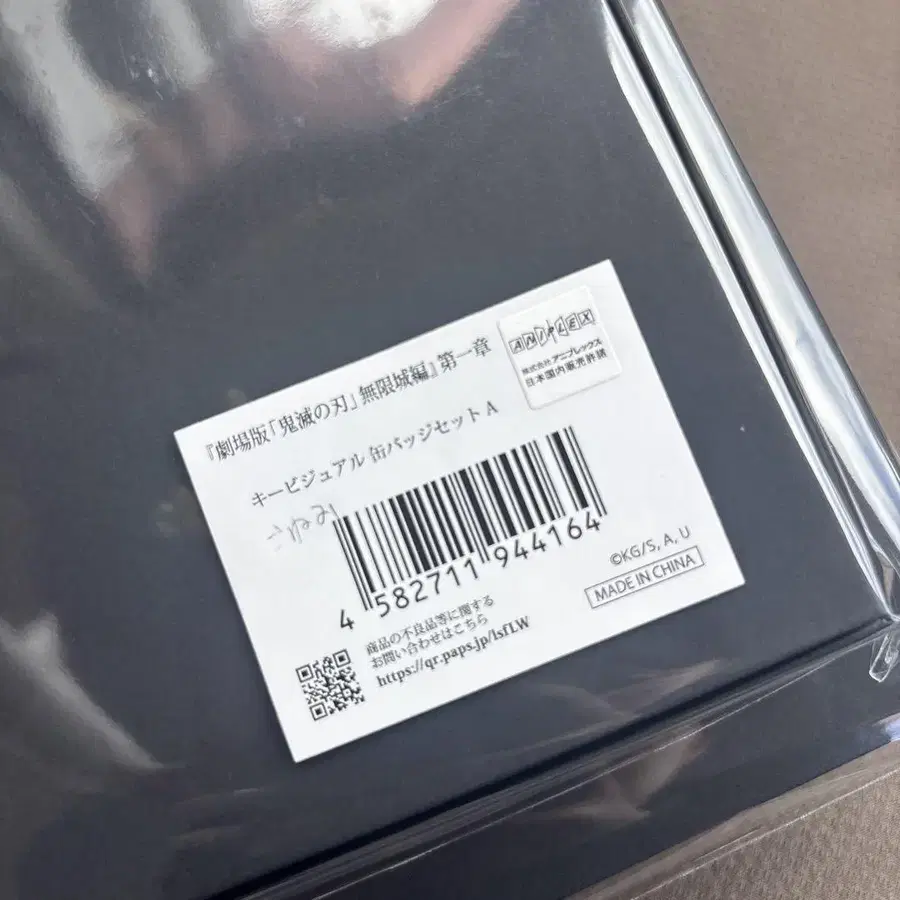 『劇場版「鬼滅の刃」無限城編』第一章
キービジュアル 缶バッジセット A
ANIPLEX
株式会社アニプレックス
日本国内販売許諾
4 582711 944164
©KG/S, A, U
MADE IN CHINA
商品の不良品等に関する
お問い合わせはこちら
https://qr.paps.jp/lsfLW